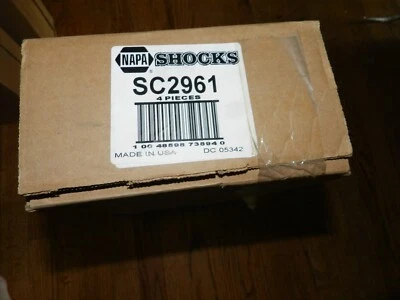 NAPA® SHOCKS
SC2961
4 PIECES
1 00 48598 73894 0
MADE IN USA DC 05342